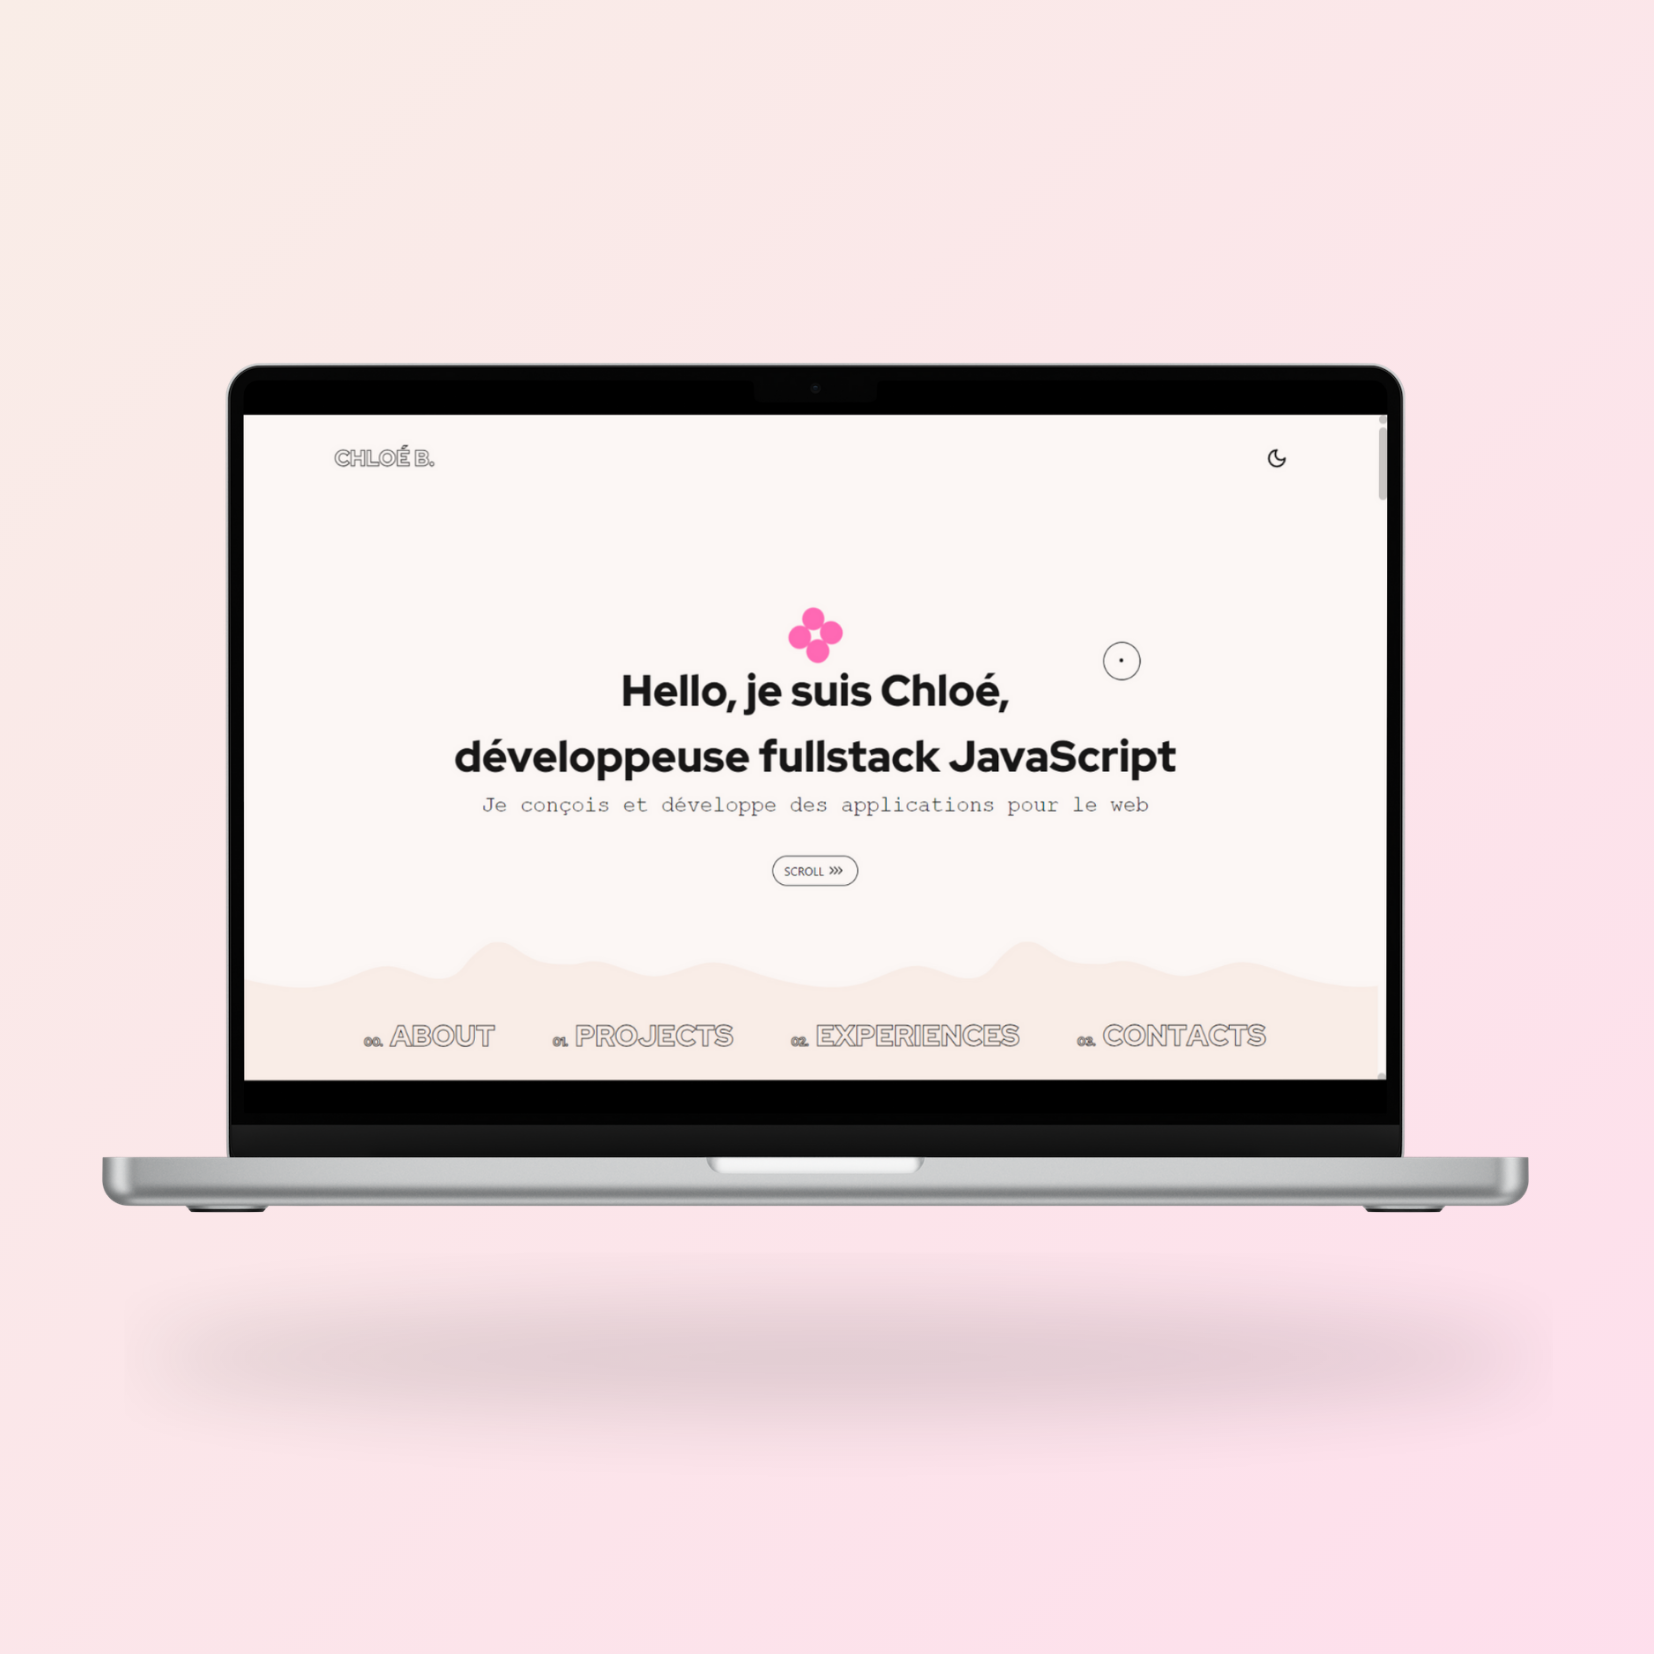 CHLOÉ B.
Hello, je suis Chloé,
développeuse fullstack JavaScript
Je conçois et développe des applications pour le web
SCROLL
00. ABOUT 01. PROJECTS 02. EXPERIENCES 03. CONTACTS